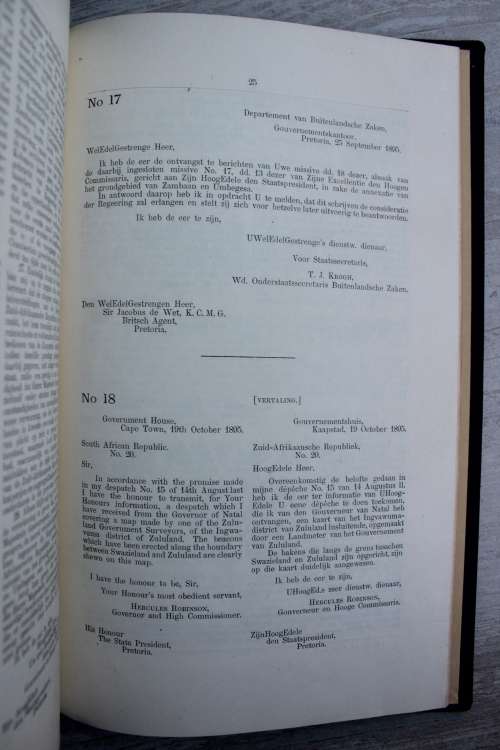 25
No 17
Departement van Buitenlandsche Zaken,
Gouvernementskantoor.
Pretoria, 25 September 1895.
WelEdelGestrenge Heer,
Ik heb de eer de ontvangst te berichten van Uwe missive dd. 18 dezer, alsmede van
de daarbij ingesloten missive No. 17, dd. 13 dezer van Zijne Excellentie den Hoogen
Commissaris, gericht aan Zijn HoogEdele den Staatspresident, in zake de annexatie van
het grondgebied van Zambaan en Umbegesa.
In antwoord daarop heb ik in opdracht U te melden, dat dit schrijven de consideratie
der Regeering zal erlangen en stelt zij zich voor hetzelve later uitvoerig te beantwoorden.
Ik heb de eer te zijn,
UWelEdelGestrenge's dienstw. dienaar,
Voor Staatssecretaris,
T. J. Krogh,
Wd. Onderstaatssecretaris Buitenlandsche Zaken.
Den WelEdelGestrengen Heer,
Sir Jacobus de Wet, K. C. M. G.
Britsch Agent,
Pretoria.
No 18
[VERTALING.]
Government House,
Cape Town, 19th October 1895.
South African Republic.
No. 20.
Sir,
In accordance with the promise made
in my despatch No. 15 of 14th August last
I have the honour to transmit, for Your
Honours information, a despatch which I
have received from the Governor of Natal
covering a map made by one of the Zulu-
land Government Surveyors, of the Ingwa-
vuma district of Zululand. The beacons
which have been erected along the boundary
between Swazieland and Zululand are clearly
shewn on this map.
I have the honour to be, Sir,
Your Honour's most obedient servant,
Hercules Robinson,
Governor and High Commissioner.
His Honour
The State President,
Pretoria.
Gouvernementshuis,
Kaapstad, 19 October 1895.
Zuid-Afrikaansche Republiek,
No. 20.
HoogEdele Heer.
Overeenkomstig de belofte gedaan in
mijne dépêche No. 15 van 14 Augustus ll.
heb ik de eer ter informatie van UHoog-
Edele U eene dépêche te doen toekomen,
die ik van den Gouverneur van Natal heb
ontvangen, een kaart van het Ingwavuma-
district van Zululand insluitende, opgemaakt
door een Landmeter van het Gouvernement
van Zululand.
De bakens die langs de grens tusschen
Swazieland en Zululand zijn opgericht, zijn
op die kaart duidelijk aangewezen.
Ik heb de eer te zijn,
UHoogEd.s zeer dienstw. dienaar,
Hercules Robinson,
Gouverneur en Hooge Commissaris.
ZijnHoogEdele
den Staatspresident,
Pretoria.